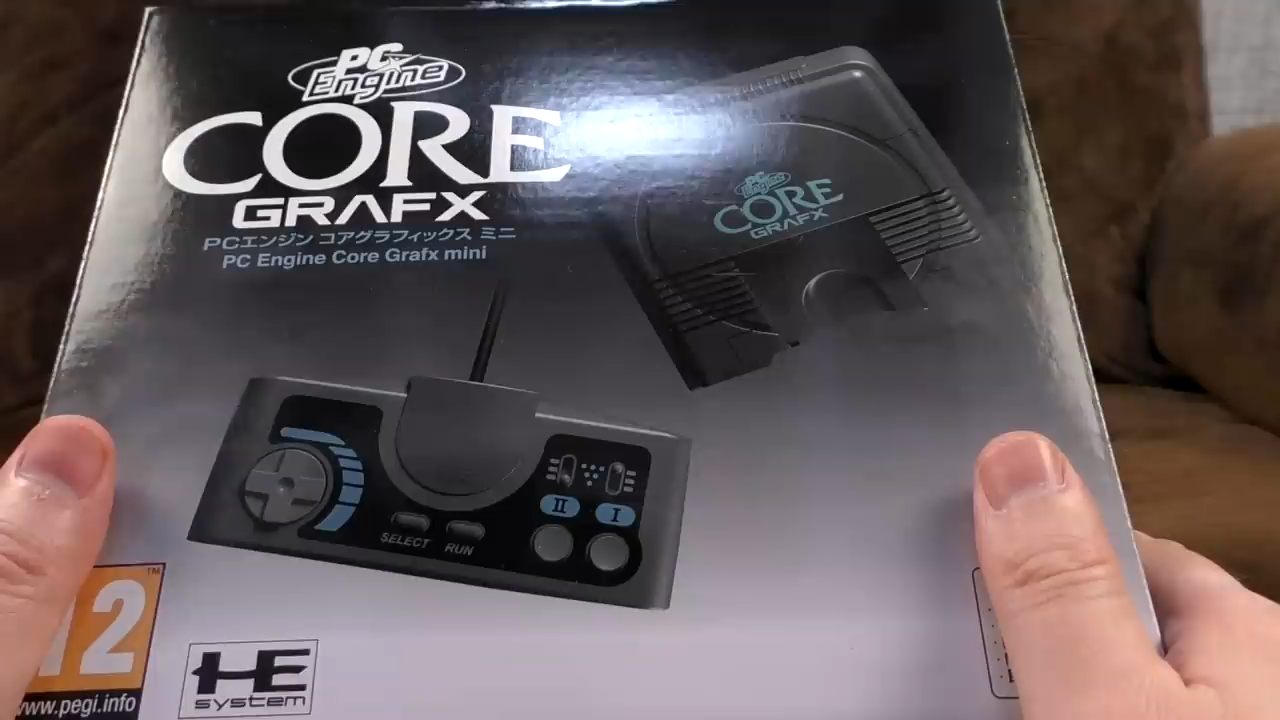 PC Engine
CORE
GRAFX
PCエンジン コアグラフィックス ミニ
PC Engine Core Grafx mini
PC Engine
CORE
GRAFX
II
I
SELECT
RUN
12
TM
www.pegi.info
HE
system